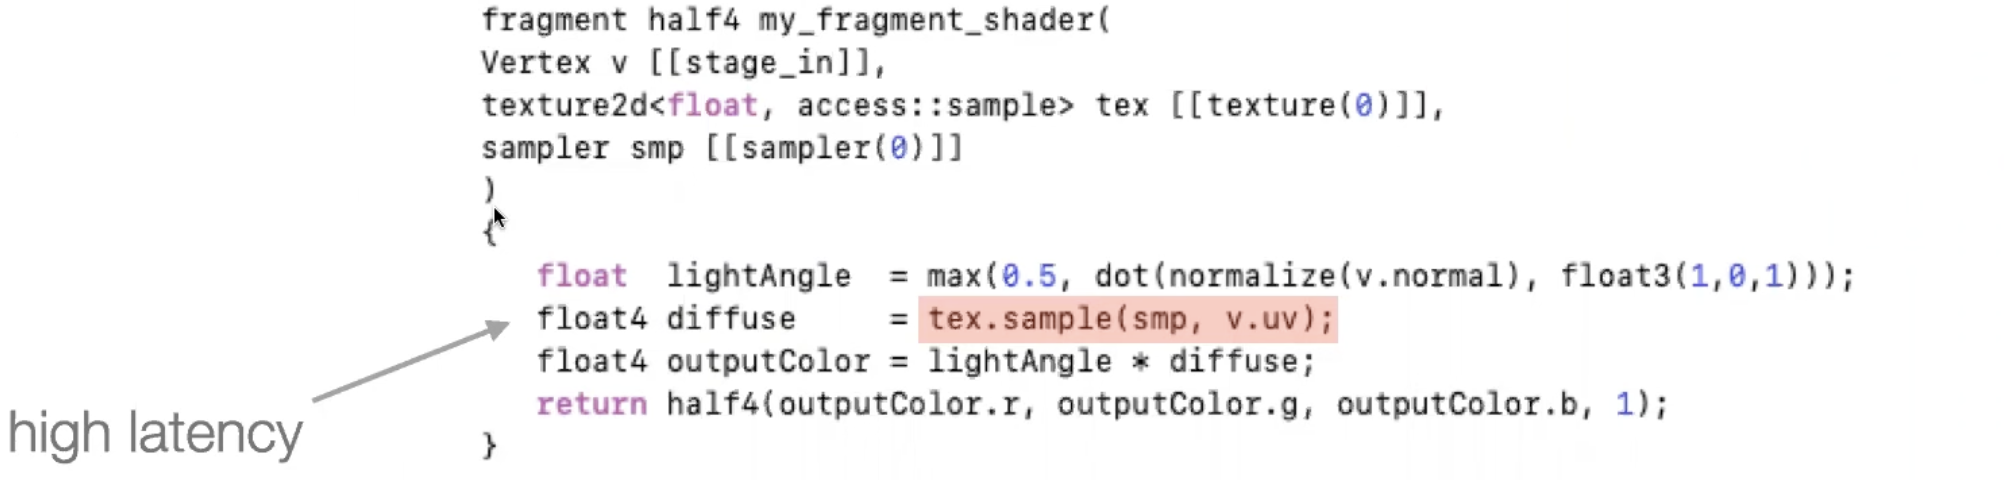 fragment half4 my_fragment_shader(
Vertex v [[stage_in]],
texture2d<float, access::sample> tex [[texture(0)]],
sampler smp [[sampler(0)]]
)
{
float lightAngle = max(0.5, dot(normalize(v.normal), float3(1,0,1)));
float4 diffuse = tex.sample(smp, v.uv);
float4 outputColor = lightAngle * diffuse;
return half4(outputColor.r, outputColor.g, outputColor.b, 1);
}
high latency